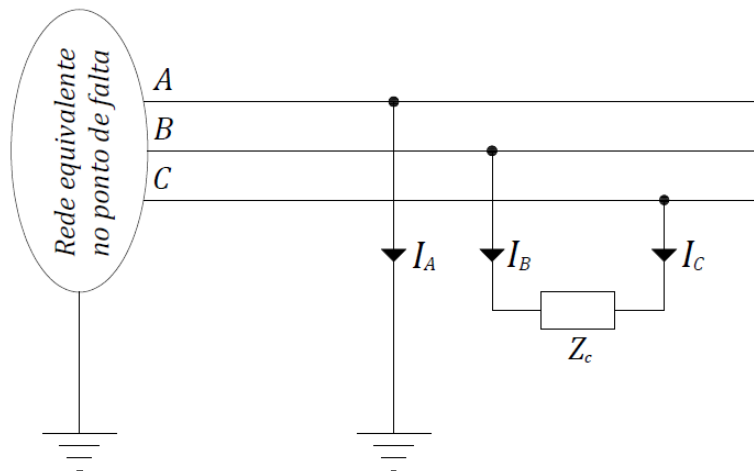 Rede equivalente
no ponto de falta
A
B
C
I_A
I_B
I_C
Z_c